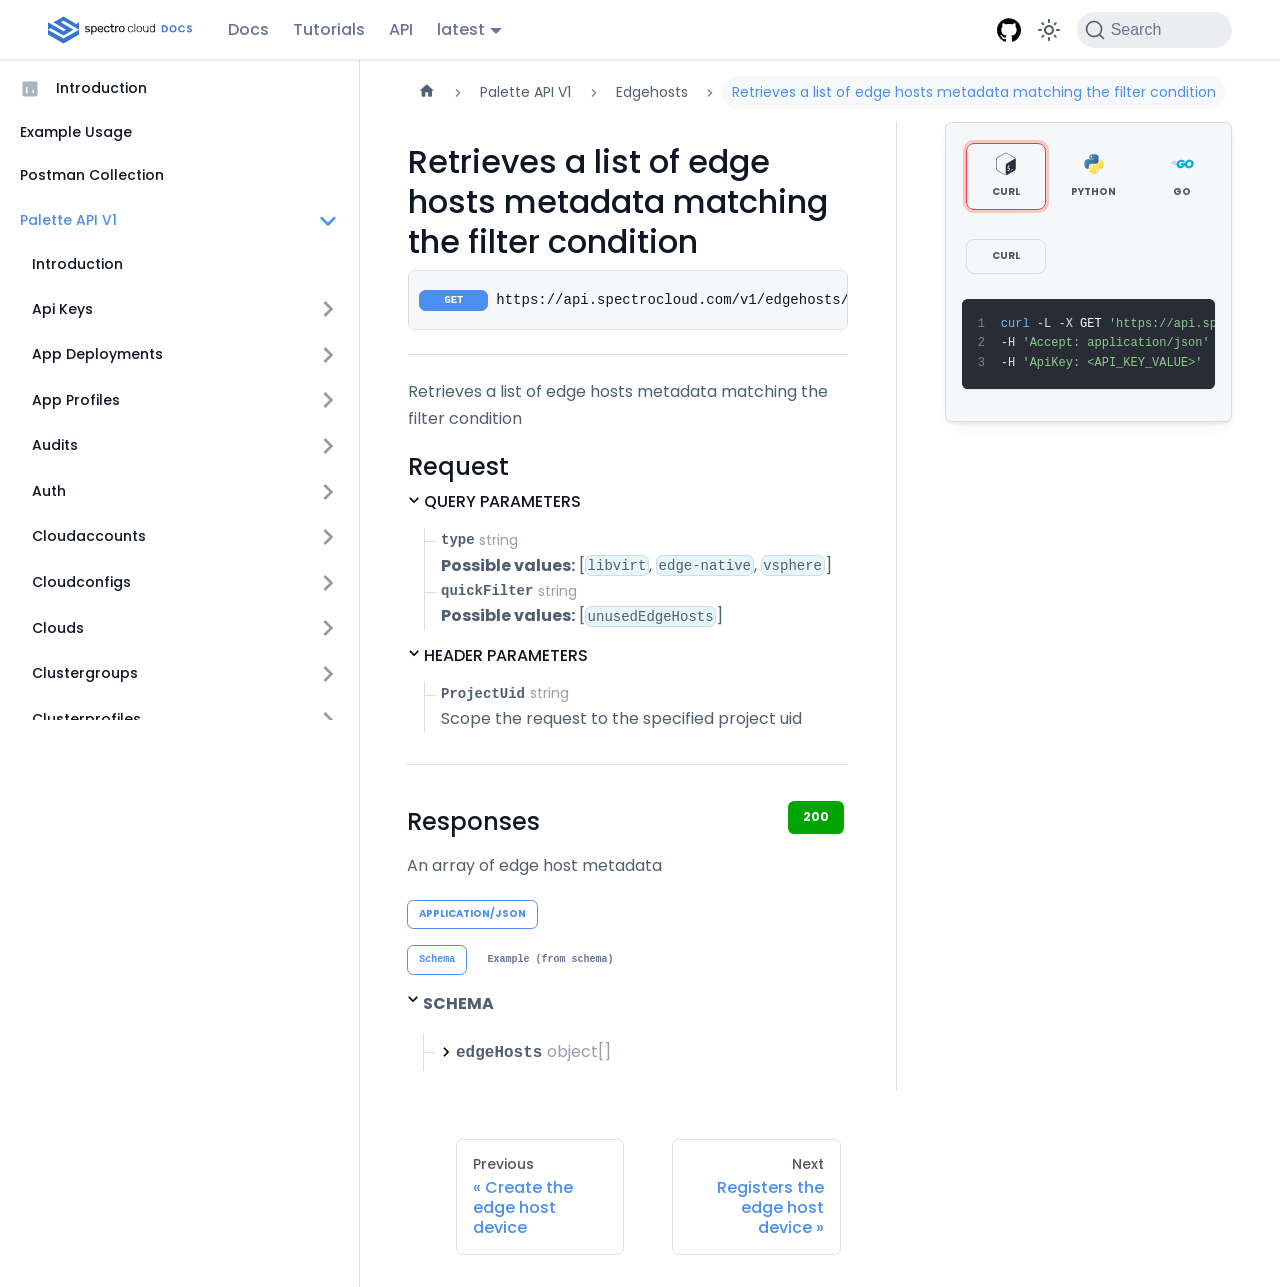 spectro cloud DOCS
Docs
Tutorials
API
latest
Search
Introduction
Example Usage
Postman Collection
Palette API V1
Introduction
Api Keys
App Deployments
App Profiles
Audits
Auth
Cloudaccounts
Cloudconfigs
Clouds
Clustergroups
Clusterprofiles
Palette API V1
Edgehosts
Retrieves a list of edge hosts metadata matching the filter condition
Retrieves a list of edge
hosts metadata matching
the filter condition
GET https://api.spectrocloud.com/v1/edgehosts/
Retrieves a list of edge hosts metadata matching the
filter condition
Request
QUERY PARAMETERS
type string
Possible values: [libvirt, edge-native, vsphere]
quickFilter string
Possible values: [unusedEdgeHosts]
HEADER PARAMETERS
ProjectUid string
Scope the request to the specified project uid
Responses
200
An array of edge host metadata
APPLICATION/JSON
Schema
Example (from schema)
SCHEMA
edgeHosts object[]
CURL
PYTHON
GO
CURL
1 curl -L -X GET 'https://api.sp
2 -H 'Accept: application/json'
3 -H 'ApiKey: <API_KEY_VALUE>'
Previous
« Create the
edge host
device
Next
Registers the
edge host
device »